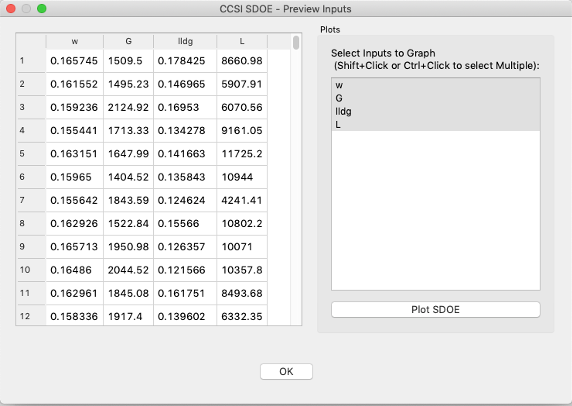 CCSI SDOE - Preview Inputs
w G lldg L
1 0.165745 1509.5 0.178425 8660.98
2 0.161552 1495.23 0.146965 5907.91
3 0.159236 2124.92 0.16953 6070.56
4 0.155441 1713.33 0.134278 9161.05
5 0.163151 1647.99 0.141663 11725.2
6 0.15965 1404.52 0.135843 10944
7 0.155642 1843.59 0.124624 4241.41
8 0.162926 1522.84 0.15566 10802.2
9 0.165713 1950.98 0.126357 10071
10 0.16486 2044.52 0.121566 10357.8
11 0.162961 1845.08 0.161751 8493.68
12 0.158336 1917.4 0.139602 6332.35
Plots
Select Inputs to Graph
(Shift+Click or Ctrl+Click to select Multiple):
w
G
lldg
L
Plot SDOE
OK